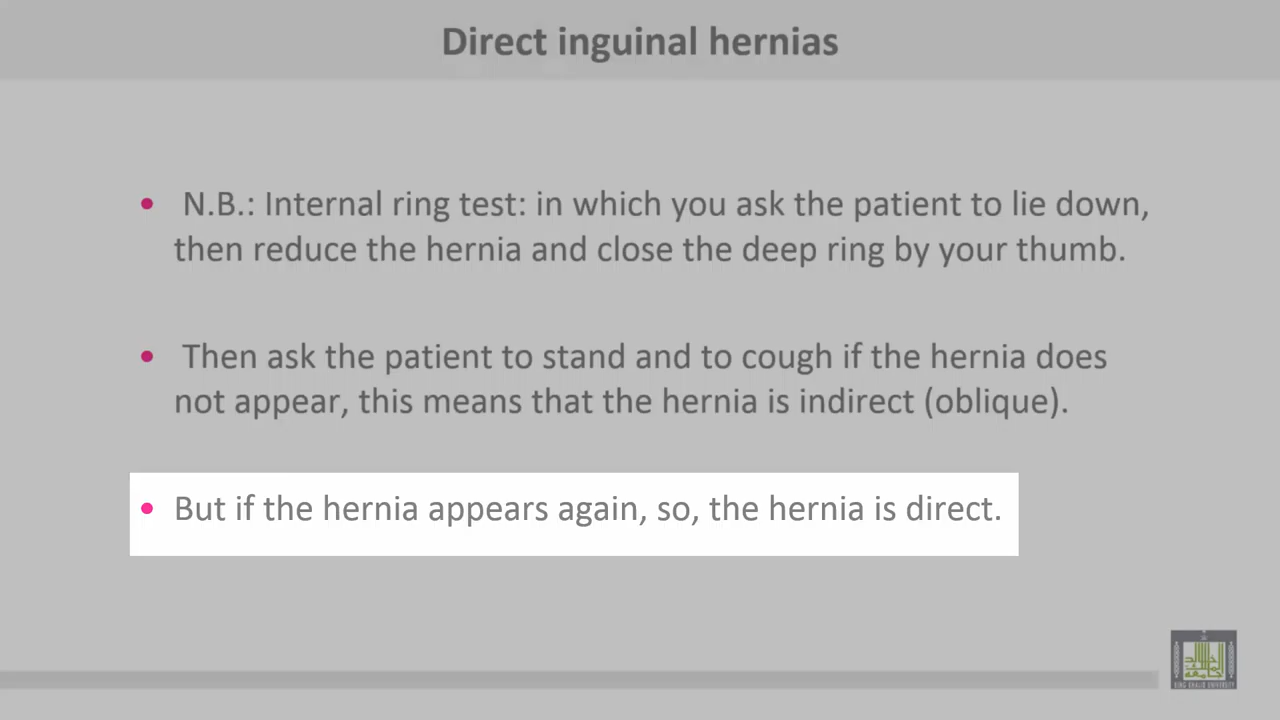 Direct inguinal hernias
• N.B.: Internal ring test: in which you ask the patient to lie down,
then reduce the hernia and close the deep ring by your thumb.
• Then ask the patient to stand and to cough if the hernia does
not appear, this means that the hernia is indirect (oblique).
• But if the hernia appears again, so, the hernia is direct.
KING KHALID UNIVERSITY